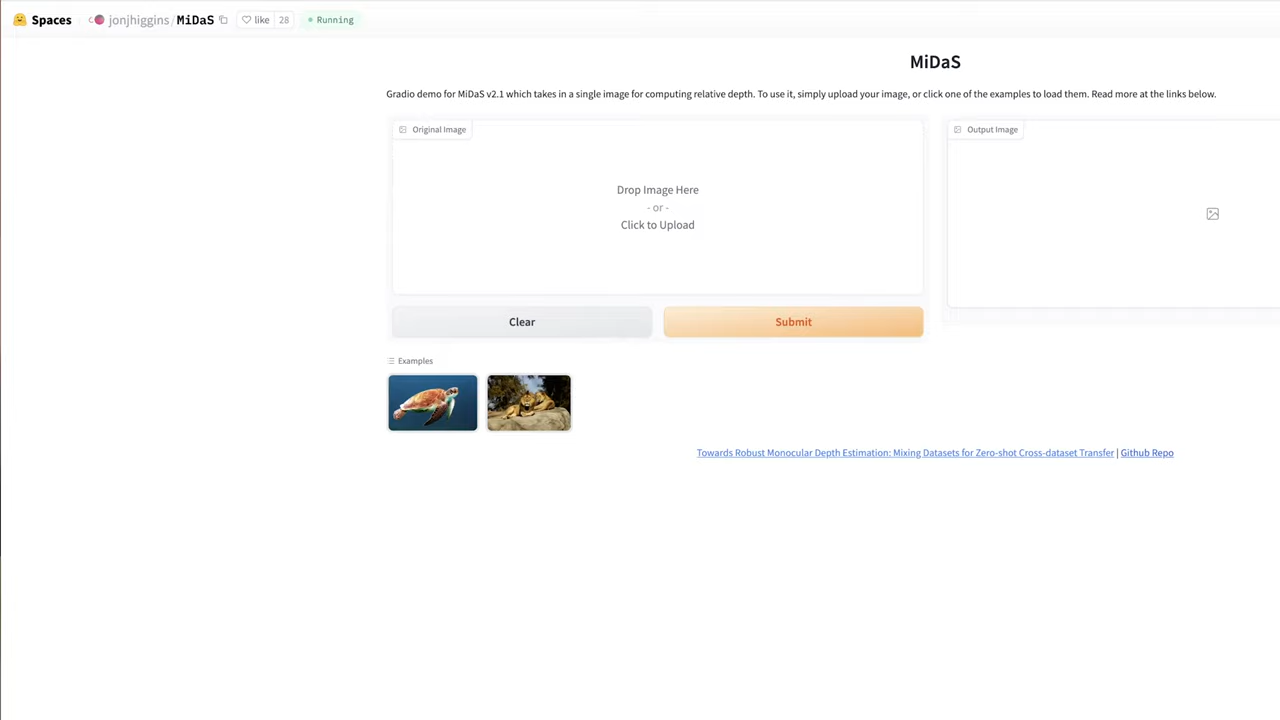 Spaces jonjhiggins/MiDaS like 28 Running
MiDaS
Gradio demo for MiDaS v2.1 which takes in a single image for computing relative depth. To use it, simply upload your image, or click one of the examples to load them. Read more at the links below.
Original Image
Output Image
Drop Image Here
- or -
Click to Upload
Clear
Submit
Examples
Towards Robust Monocular Depth Estimation: Mixing Datasets for Zero-shot Cross-dataset Transfer | Github Repo